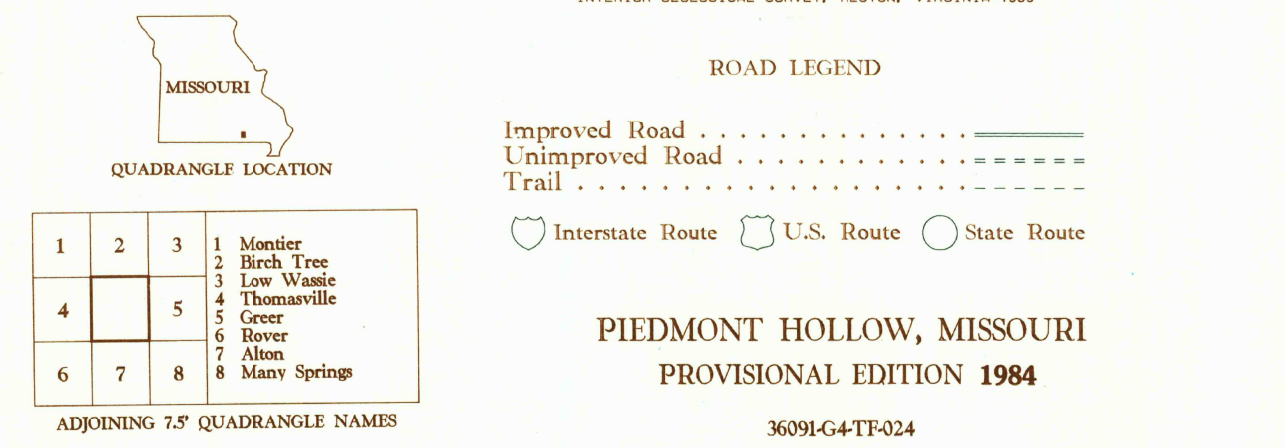 MISSOURI
QUADRANGLE LOCATION
1 2 3
4 5
6 7 8
1 Montier
2 Birch Tree
3 Low Wassie
4 Thomasville
5 Greer
6 Rover
7 Alton
8 Many Springs
ADJOINING 7.5' QUADRANGLE NAMES
ROAD LEGEND
Improved Road
Unimproved Road
Trail
Interstate Route U.S. Route State Route
PIEDMONT HOLLOW, MISSOURI
PROVISIONAL EDITION 1984
36091-G4-TF-024